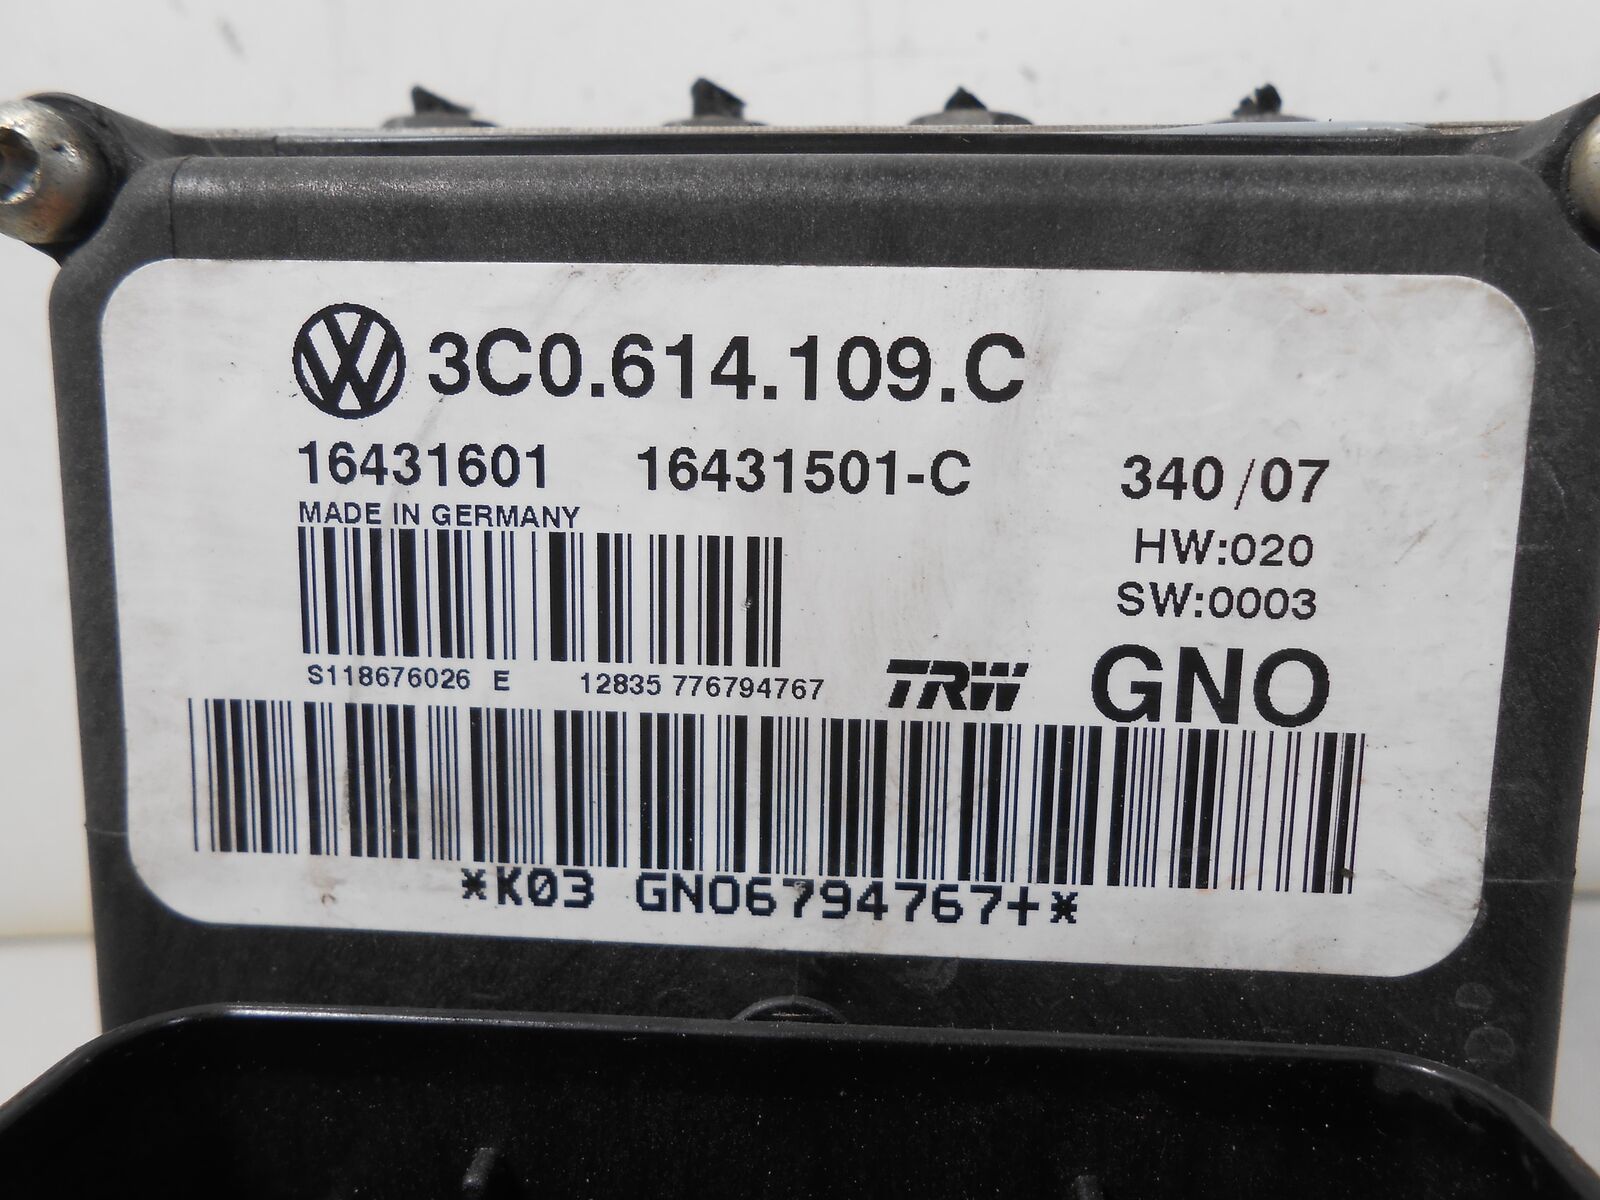 3C0.614.109.C
16431601 16431501-C 340/07
MADE IN GERMANY HW:020
SW:0003
S118676026 E 12835 776794767 TRW GNO
*K03 GNO6794767+*